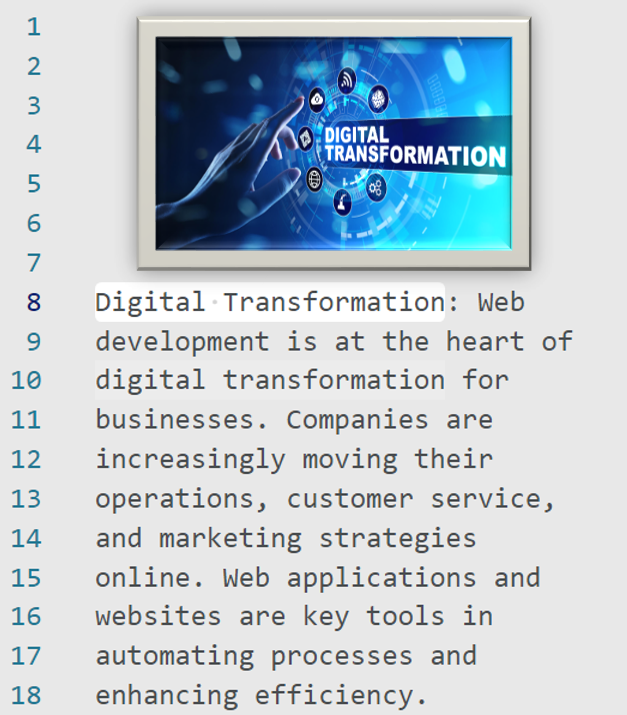 1
2
3
4
5
6
7
DIGITAL
TRANSFORMATION
8 Digital Transformation: Web
9 development is at the heart of
10 digital transformation for
11 businesses. Companies are
12 increasingly moving their
13 operations, customer service,
14 and marketing strategies
15 online. Web applications and
16 websites are key tools in
17 automating processes and
18 enhancing efficiency.